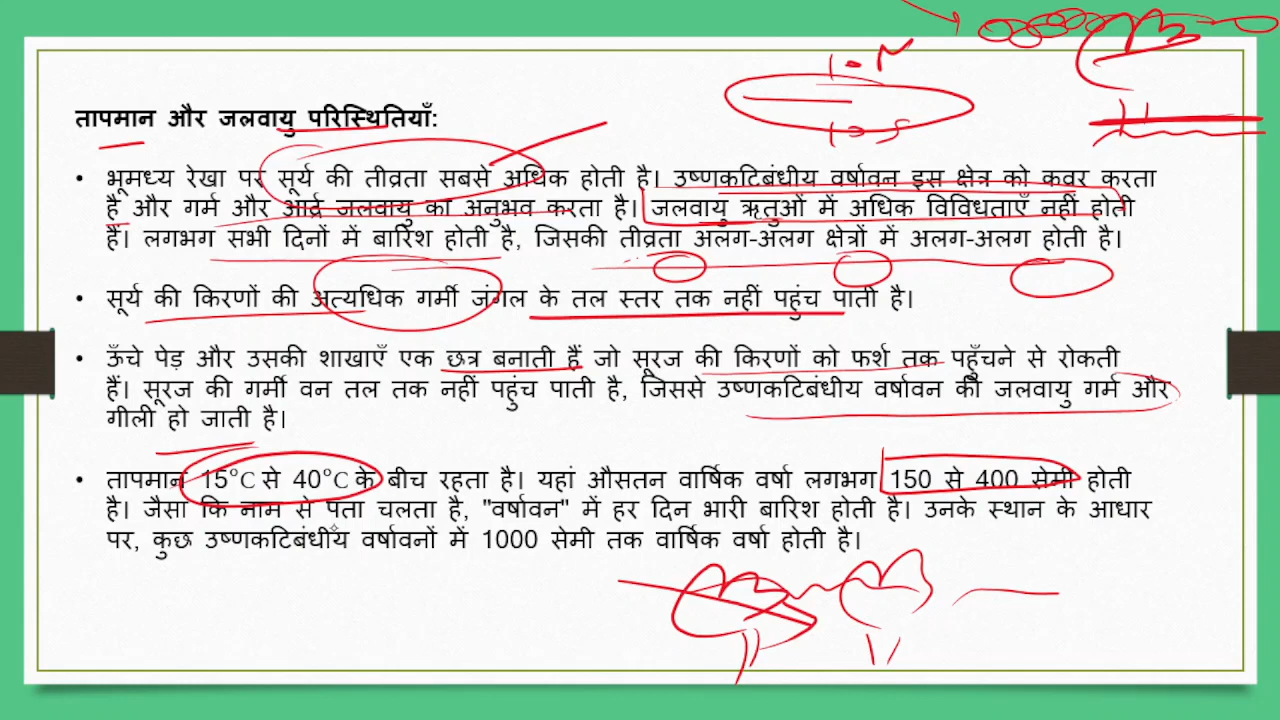 10 N
10 S
तापमान और जलवायु परिस्थितियाँ:
• भूमध्य रेखा पर सूर्य की तीव्रता सबसे अधिक होती है। उष्णकटिबंधीय वर्षावन इस क्षेत्र को कवर करता
है और गर्म और आर्द्र जलवायु का अनुभव करता है। जलवायु ऋतुओं में अधिक विविधताएँ नहीं होती
हैं। लगभग सभी दिनों में बारिश होती है, जिसकी तीव्रता अलग-अलग क्षेत्रों में अलग-अलग होती है।
• सूर्य की किरणों की अत्यधिक गर्मी जंगल के तल स्तर तक नहीं पहुंच पाती है।
• ऊँचे पेड़ और उसकी शाखाएँ एक छत्र बनाती हैं जो सूरज की किरणों को फर्श तक पहुँचने से रोकती
हैं। सूरज की गर्मी वन तल तक नहीं पहुंच पाती है, जिससे उष्णकटिबंधीय वर्षावन की जलवायु गर्म और
गीली हो जाती है।
• तापमान 15°C से 40°C के बीच रहता है। यहां औसतन वार्षिक वर्षा लगभग 150 से 400 सेमी होती
है। जैसा कि नाम से पता चलता है, "वर्षावन" में हर दिन भारी बारिश होती है। उनके स्थान के आधार
पर, कुछ उष्णकटिबंधीय वर्षावनों में 1000 सेमी तक वार्षिक वर्षा होती है।